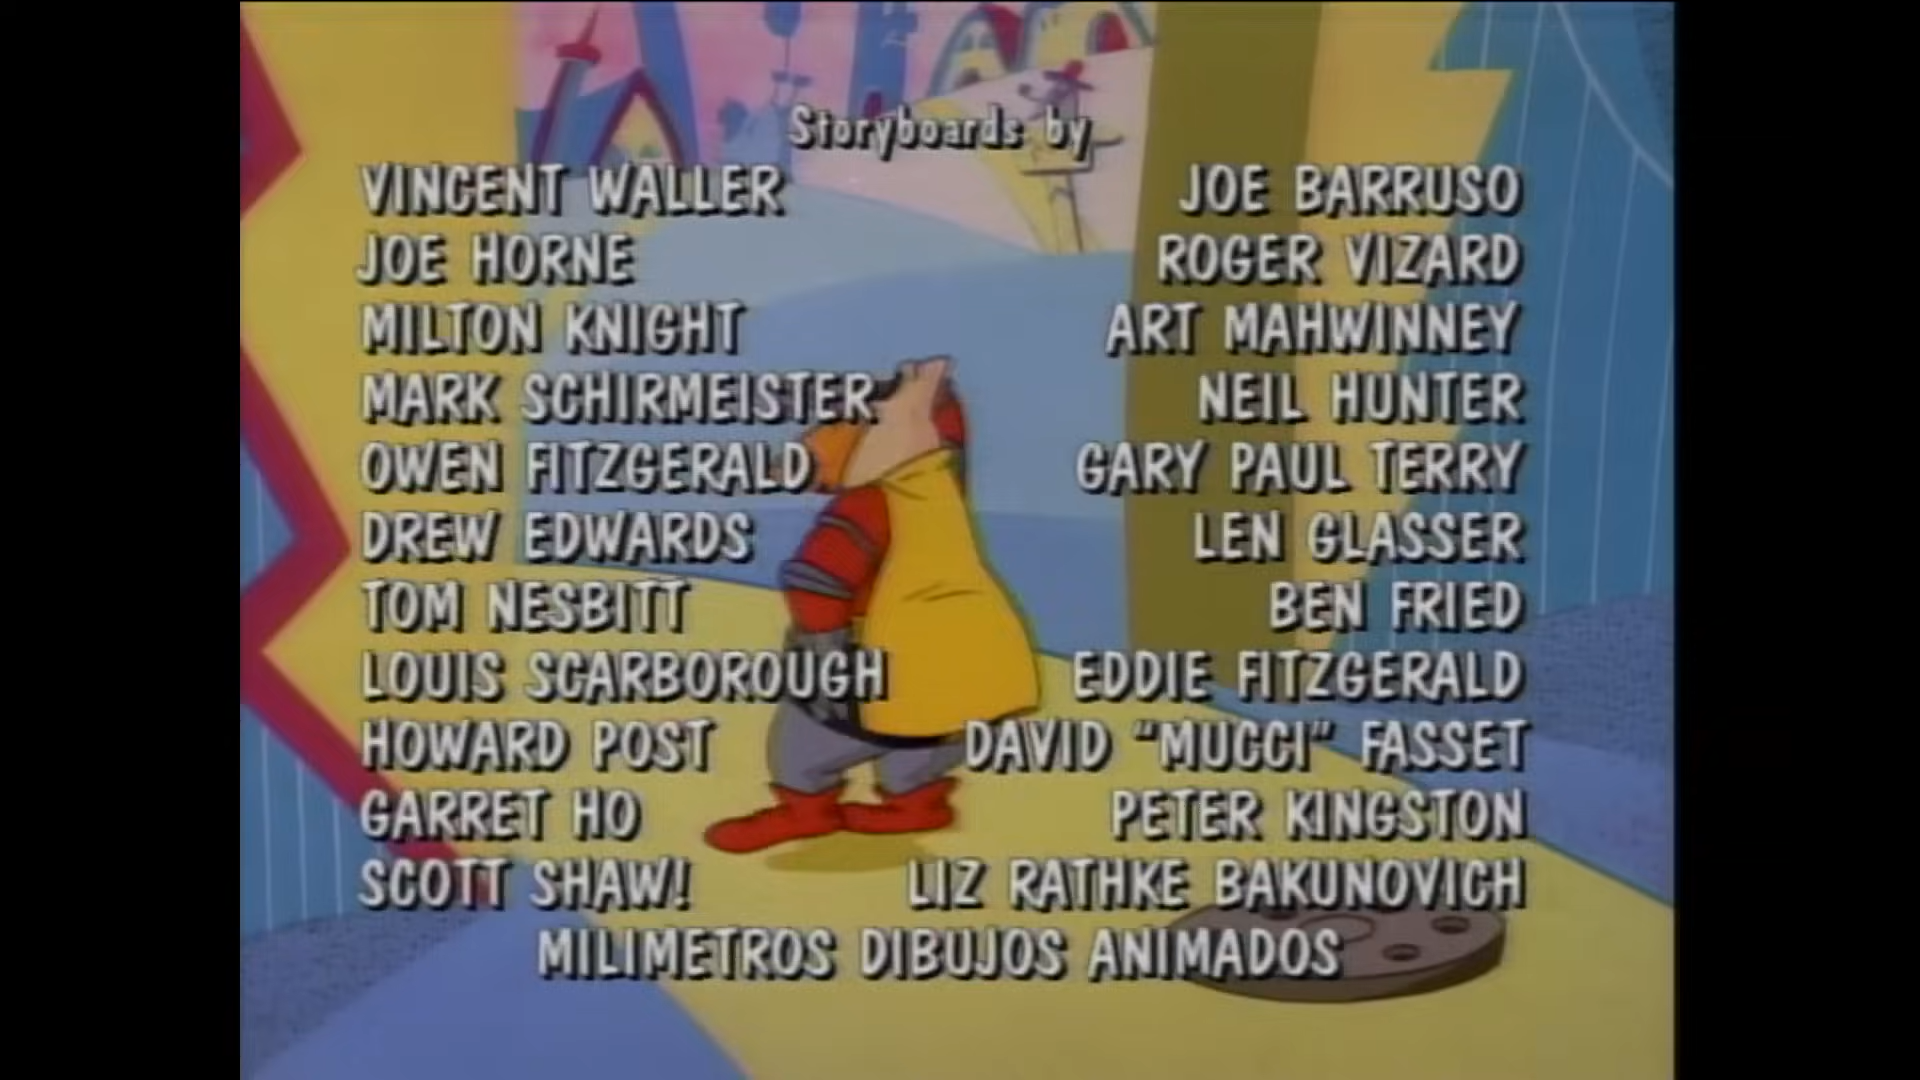 Storyboards by
VINCENT WALLER JOE BARRUSO
JOE HORNE ROGER VIZARD
MILTON KNIGHT ART MAHWINNEY
MARK SCHIRMEISTER NEIL HUNTER
OWEN FITZGERALD GARY PAUL TERRY
DREW EDWARDS LEN GLASSER
TOM NESBITT BEN FRIED
LOUIS SCARBOROUGH EDDIE FITZGERALD
HOWARD POST DAVID "MUCCI" FASSET
GARRET HO PETER KINGSTON
SCOTT SHAW! LIZ RATHKE BAKUNOVICH
MILIMETROS DIBUJOS ANIMADOS